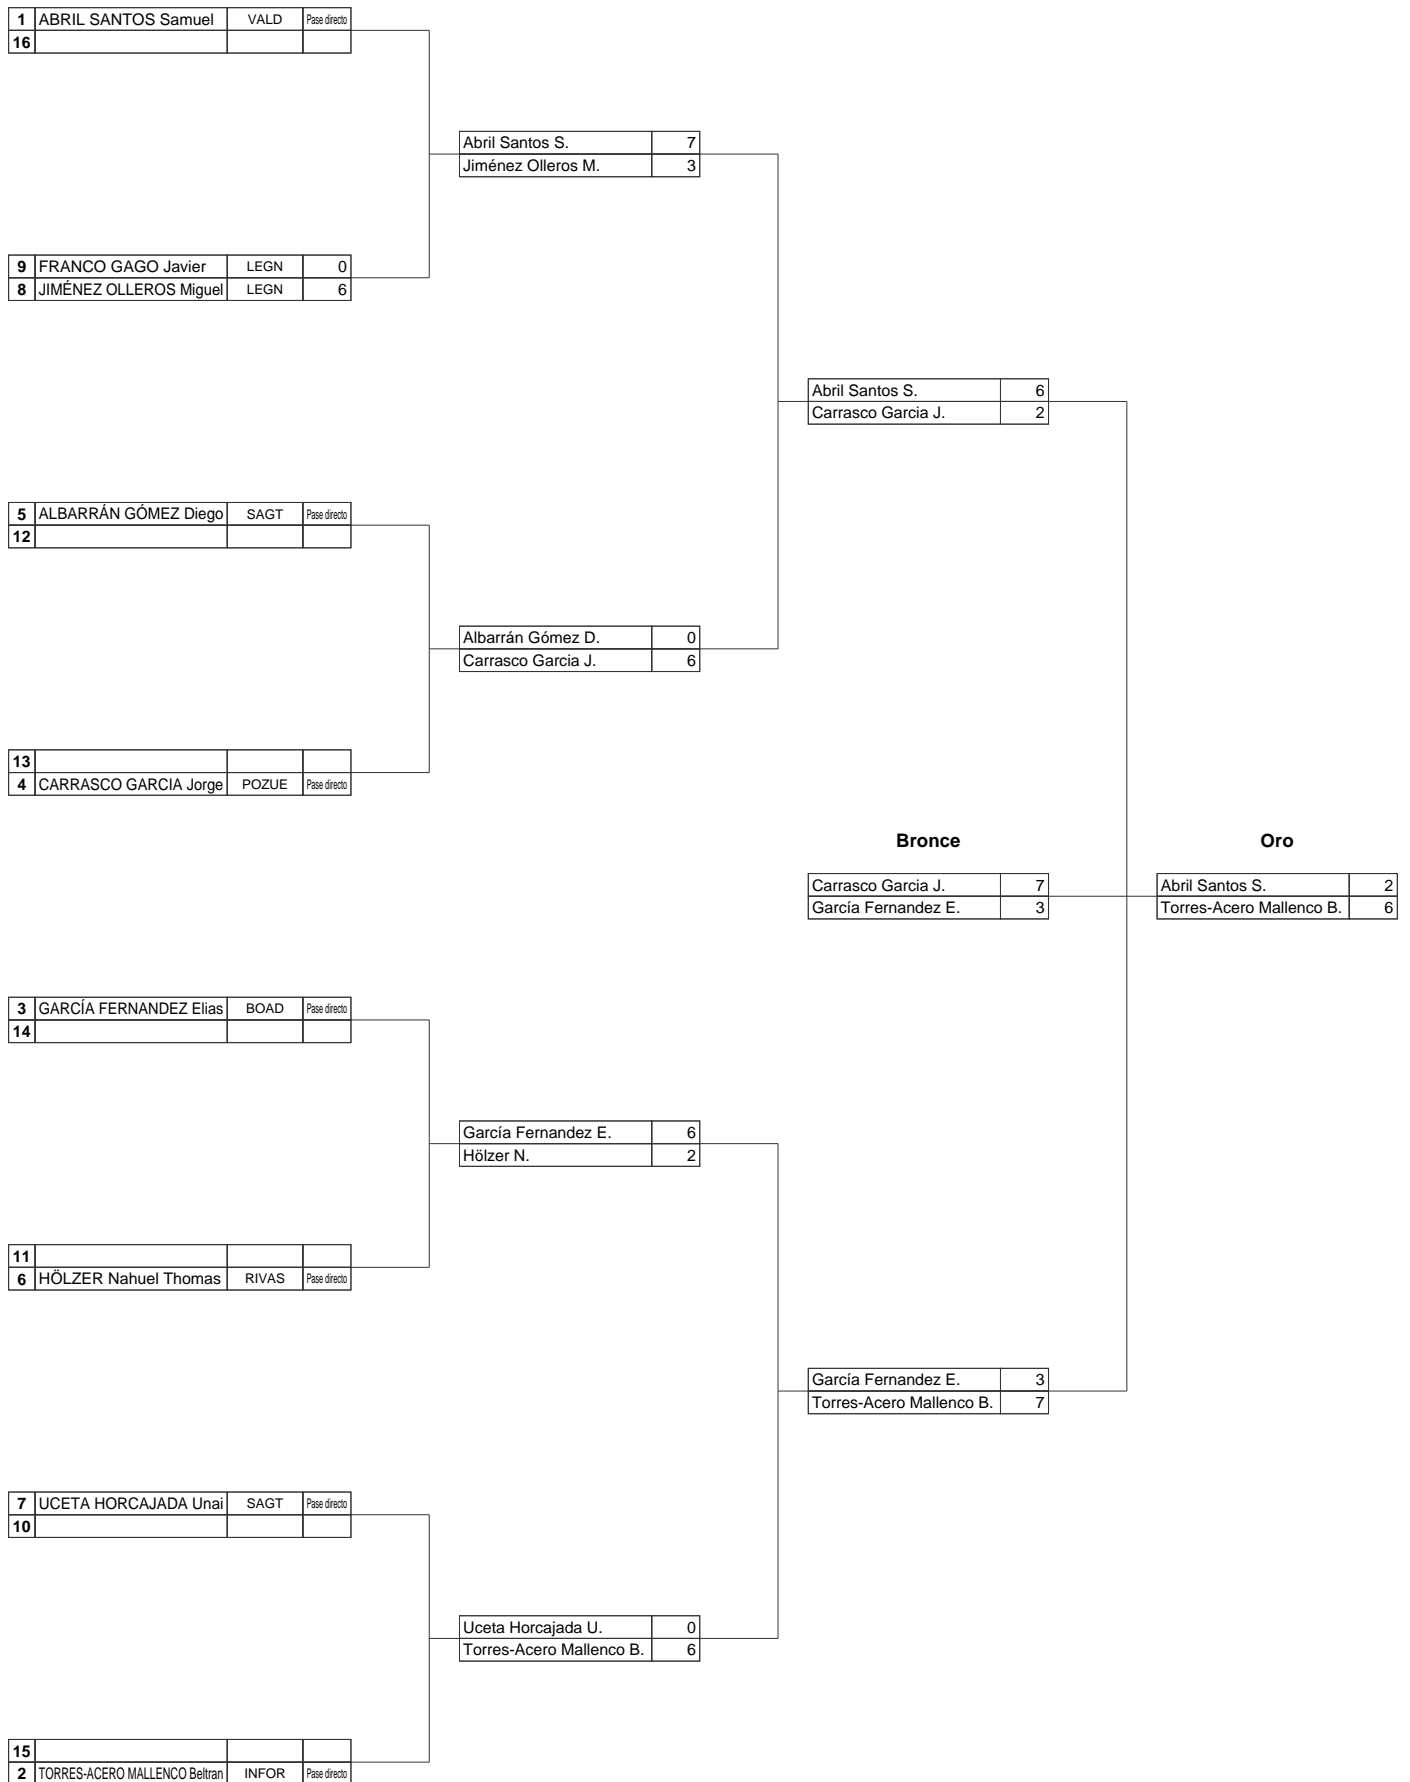 1 ABRIL SANTOS Samuel VALD Pase directo
16
Abril Santos S. 7
Jiménez Olleros M. 3
9 FRANCO GAGO Javier LEGN 0
8 JIMÉNEZ OLLEROS Miguel LEGN 6
Abril Santos S. 6
Carrasco Garcia J. 2
5 ALBARRÁN GÓMEZ Diego SAGT Pase directo
12
Albarrán Gómez D. 0
Carrasco Garcia J. 6
13
4 CARRASCO GARCIA Jorge POZUE Pase directo
Bronce Oro
Carrasco Garcia J. 7 Abril Santos S. 2
García Fernandez E. 3 Torres-Acero Mallenco B. 6
3 GARCÍA FERNANDEZ Elias BOAD Pase directo
14
García Fernandez E. 6
Hölzer N. 2
11
6 HÖLZER Nahuel Thomas RIVAS Pase directo
García Fernandez E. 3
Torres-Acero Mallenco B. 7
7 UCETA HORCAJADA Unai SAGT Pase directo
10
Uceta Horcajada U. 0
Torres-Acero Mallenco B. 6
15
2 TORRES-ACERO MALLENCO Beltran INFOR Pase directo